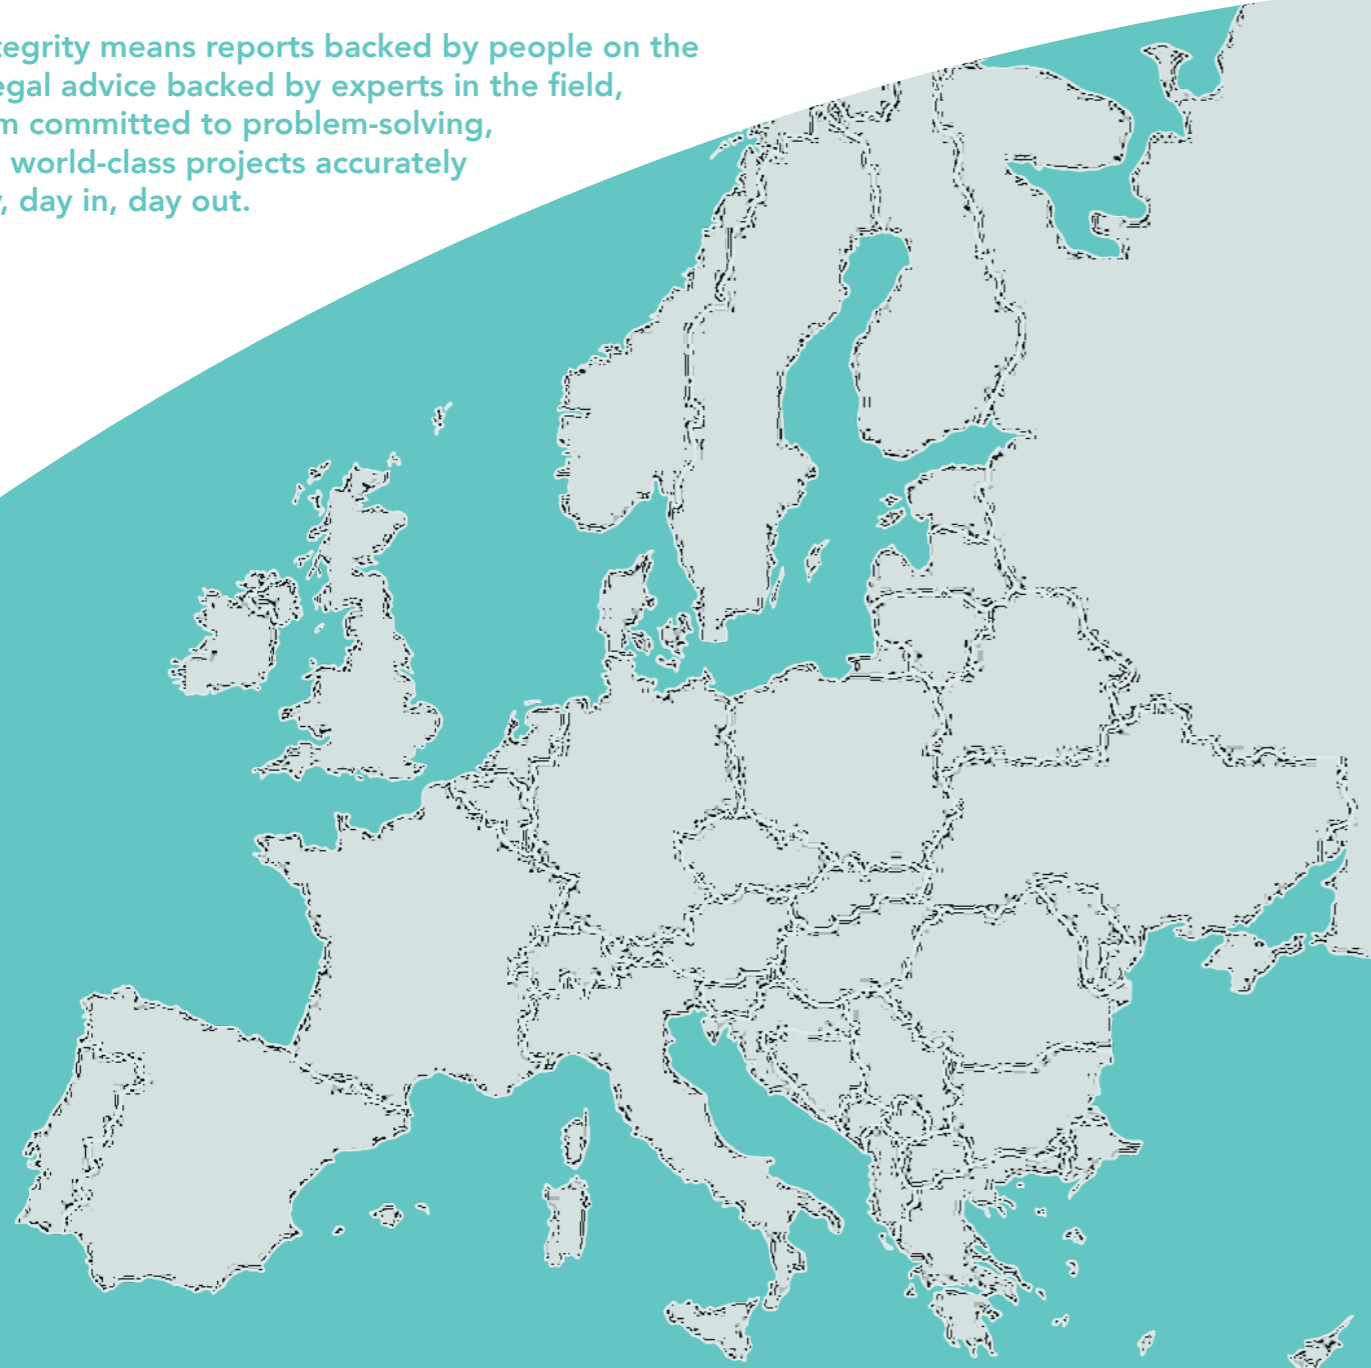 tegrity means reports backed by people on the
egal advice backed by experts in the field,
m committed to problem-solving,
world-class projects accurately
, day in, day out.